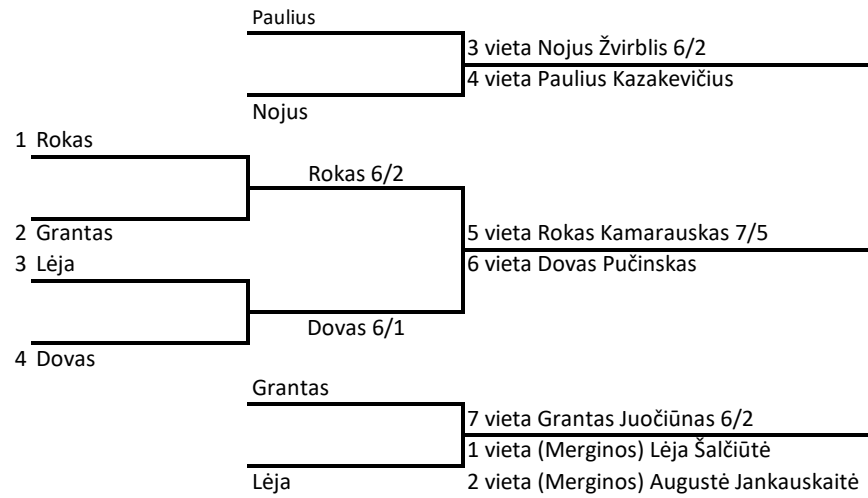 Paulius
3 vieta Nojus Žvirblis 6/2
4 vieta Paulius Kazakevičius
Nojus
1 Rokas
Rokas 6/2
2 Grantas
5 vieta Rokas Kamarauskas 7/5
3 Lėja
6 vieta Dovas Pučinskas
Dovas 6/1
4 Dovas
Grantas
7 vieta Grantas Juočiūnas 6/2
1 vieta (Merginos) Lėja Šalčiūtė
Lėja
2 vieta (Merginos) Augustė Jankauskaitė